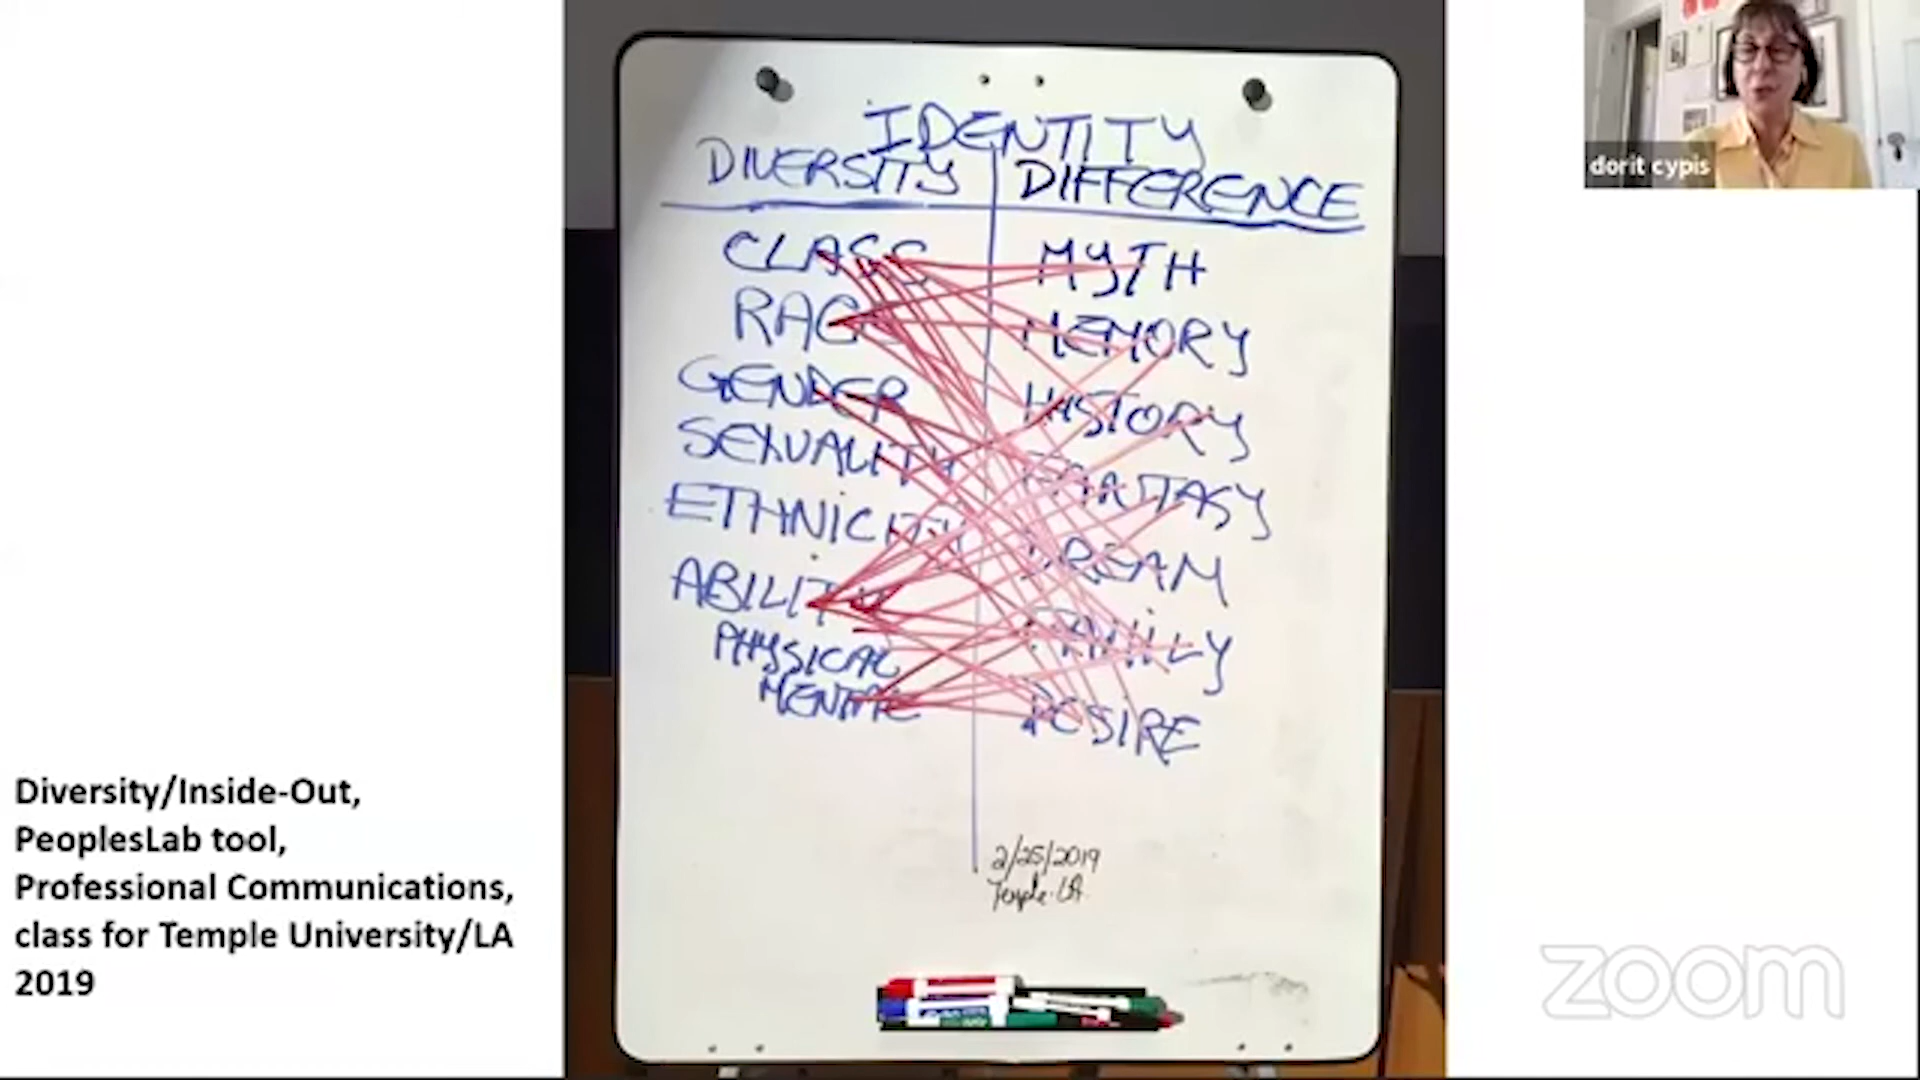 IDENTITY
DIVERSITY DIFFERENCE
CLASS MYTH
RACE MEMORY
GENDER HISTORY
SEXUALITY FANTASY
ETHNICITY DREAM
ABILITY FAMILY
PHYSICAL
MENTAL DESIRE
2/25/2019
Temple-LA
dorit cypis
Diversity/Inside-Out,
PeoplesLab tool,
Professional Communications,
class for Temple University/LA
2019
zoom